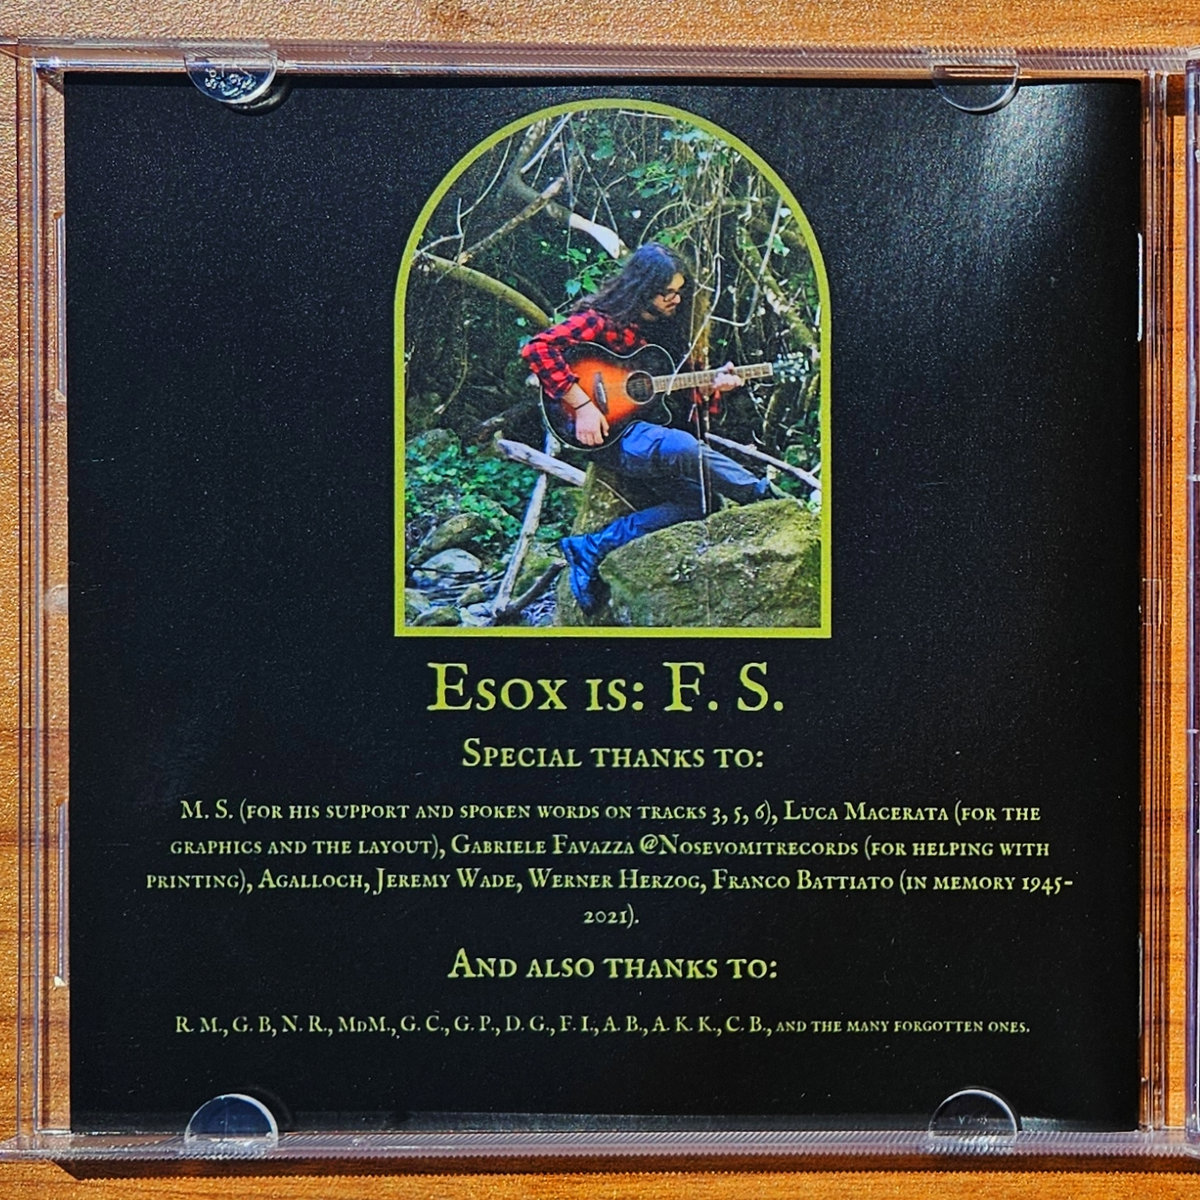 Esox is: F. S.
Special thanks to:
M. S. (for his support and spoken words on tracks 3, 5, 6), Luca Macerata (for the
graphics and the layout), Gabriele Favazza @Nosevomitrecords (for helping with
printing), Agalloch, Jeremy Wade, Werner Herzog, Franco Battiato (in memory 1945-
2021).
And also thanks to:
R. M., G. B, N. R., MdM., G. C., G. P., D. G., F. I., A. B., A. K. K., C. B., and the many forgotten ones.